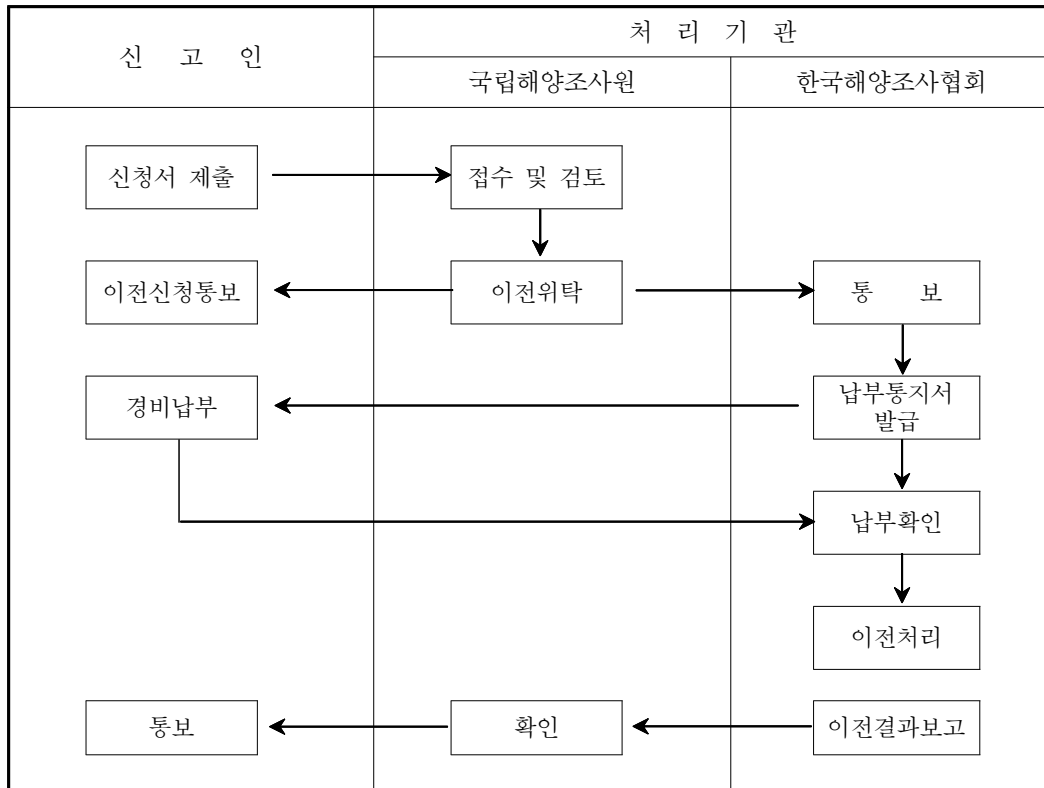 신 고 인
처 리 기 관
국립해양조사원
한국해양조사협회
신청서 제출
접수 및 검토
이전신청통보
이전위탁
통 보
경비납부
납부통지서
발급
납부확인
이전처리
통보
확인
이전결과보고